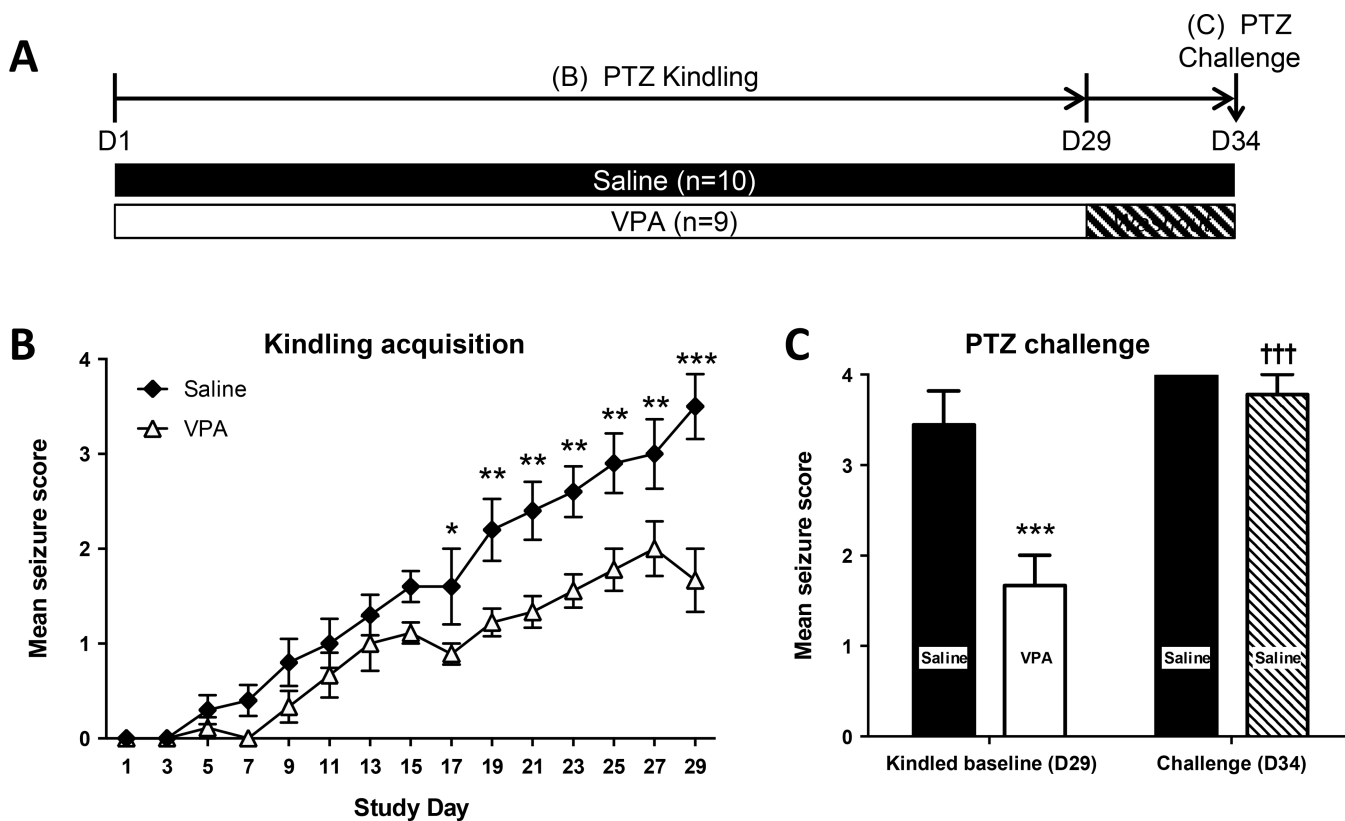 A
(C) PTZ
Challenge
(B) PTZ Kindling
D1
D29
D34
Saline (n=10)
VPA (n=9)
Washout
B
Kindling acquisition
Saline
VPA
Mean seizure score
4
3
2
1
0
*
**
**
**
**
**
***
1 3 5 7 9 11 13 15 17 19 21 23 25 27 29
Study Day
C
PTZ challenge
Mean seizure score
4
3
2
1
0
***
†††
Saline
VPA
Saline
Saline
Kindled baseline (D29)
Challenge (D34)